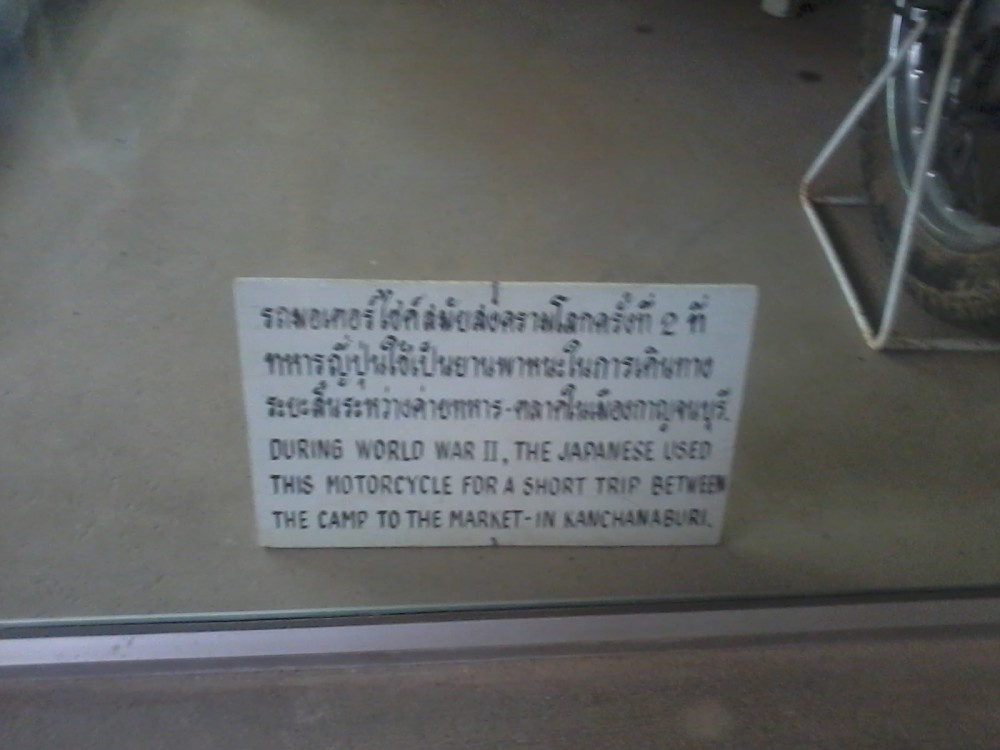 รถมอเตอร์ไซค์สมัยสงครามโลกครั้งที่ 2 ที่
ทหารญี่ปุ่นใช้เป็นยานพาหนะในการเดินทาง
ระยะสั้นระหว่างค่ายทหาร-ตลาดในเมืองกาญจนบุรี.
DURING WORLD WAR II, THE JAPANESE USED
THIS MOTORCYCLE FOR A SHORT TRIP BETWEEN
THE CAMP TO THE MARKET-IN KANCHANABURI.